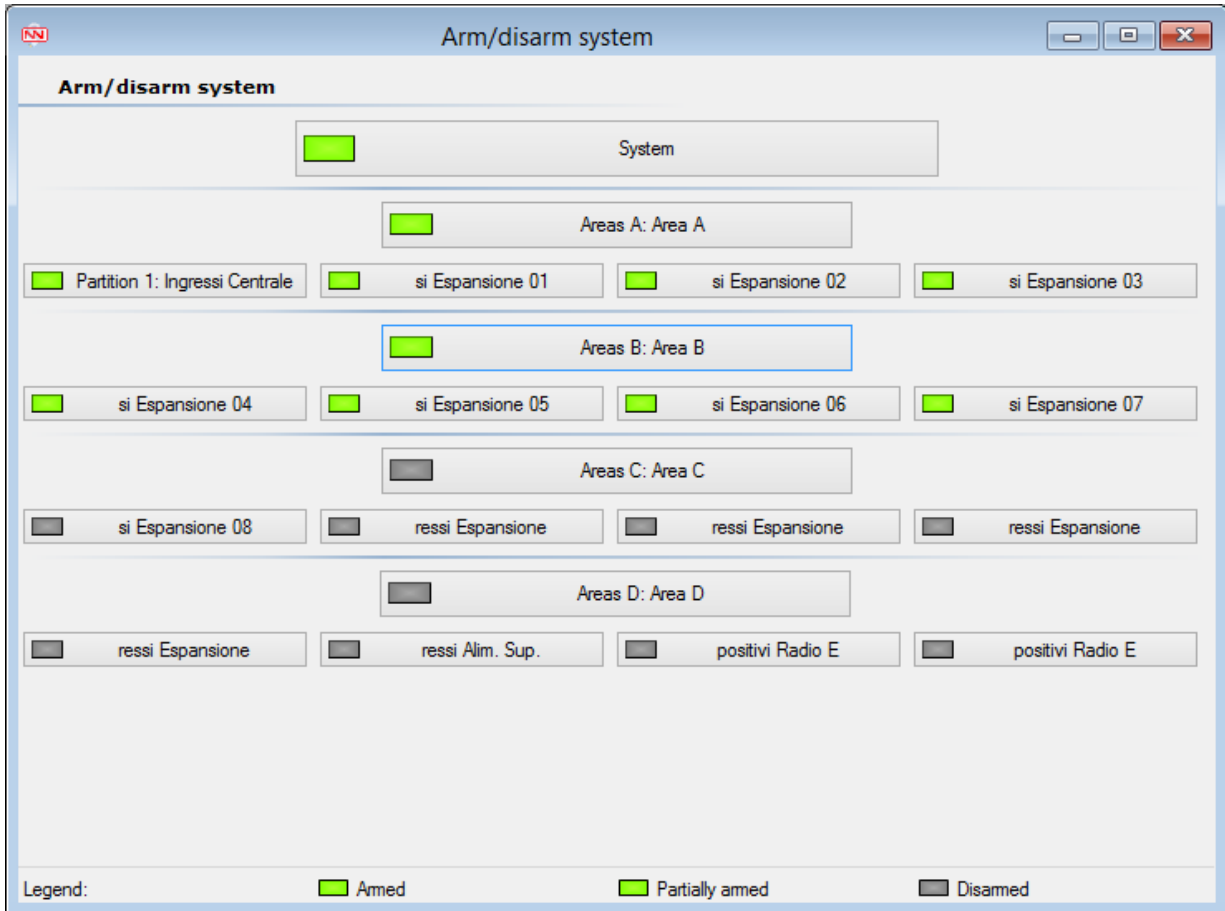 Arm/disarm system
Arm/disarm system
System
Areas A: Area A
Partition 1: Ingressi Centrale si Espansione 01 si Espansione 02 si Espansione 03
Areas B: Area B
si Espansione 04 si Espansione 05 si Espansione 06 si Espansione 07
Areas C: Area C
si Espansione 08 ressi Espansione ressi Espansione ressi Espansione
Areas D: Area D
ressi Espansione ressi Alim. Sup. positivi Radio E positivi Radio E
Legend: Armed Partially armed Disarmed